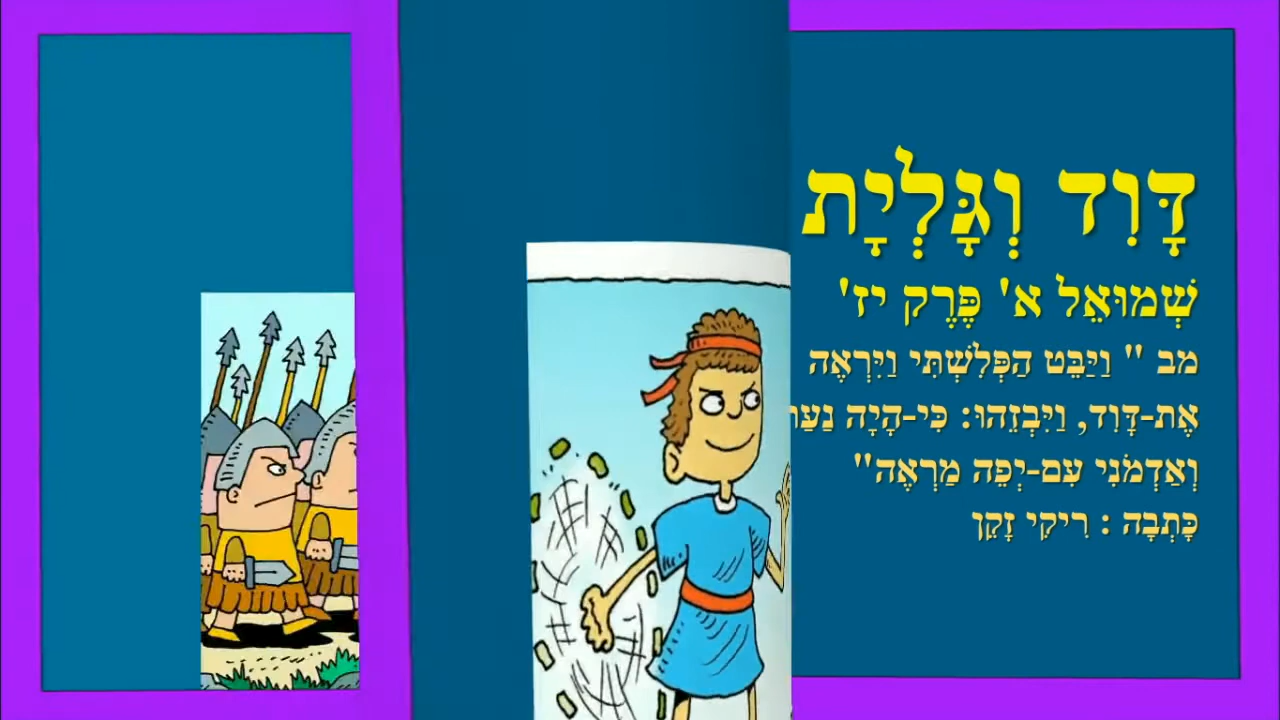 דָּוִד וְגָּלְיָת
שְׁמוּאֵל א' פֶּרֶק יז'
מב " וַיַּבֵּט הַפְּלִשְׁתִּי וַיִּרְאֶה
אֶת-דָּוִד, וַיִּבְזֵהוּ: כִּי-הָיָה
וְאַדְמֹנִי עִם-יְפֵה מַרְאֶה"
כָּתְבָה : רִיקִי זָקֵן